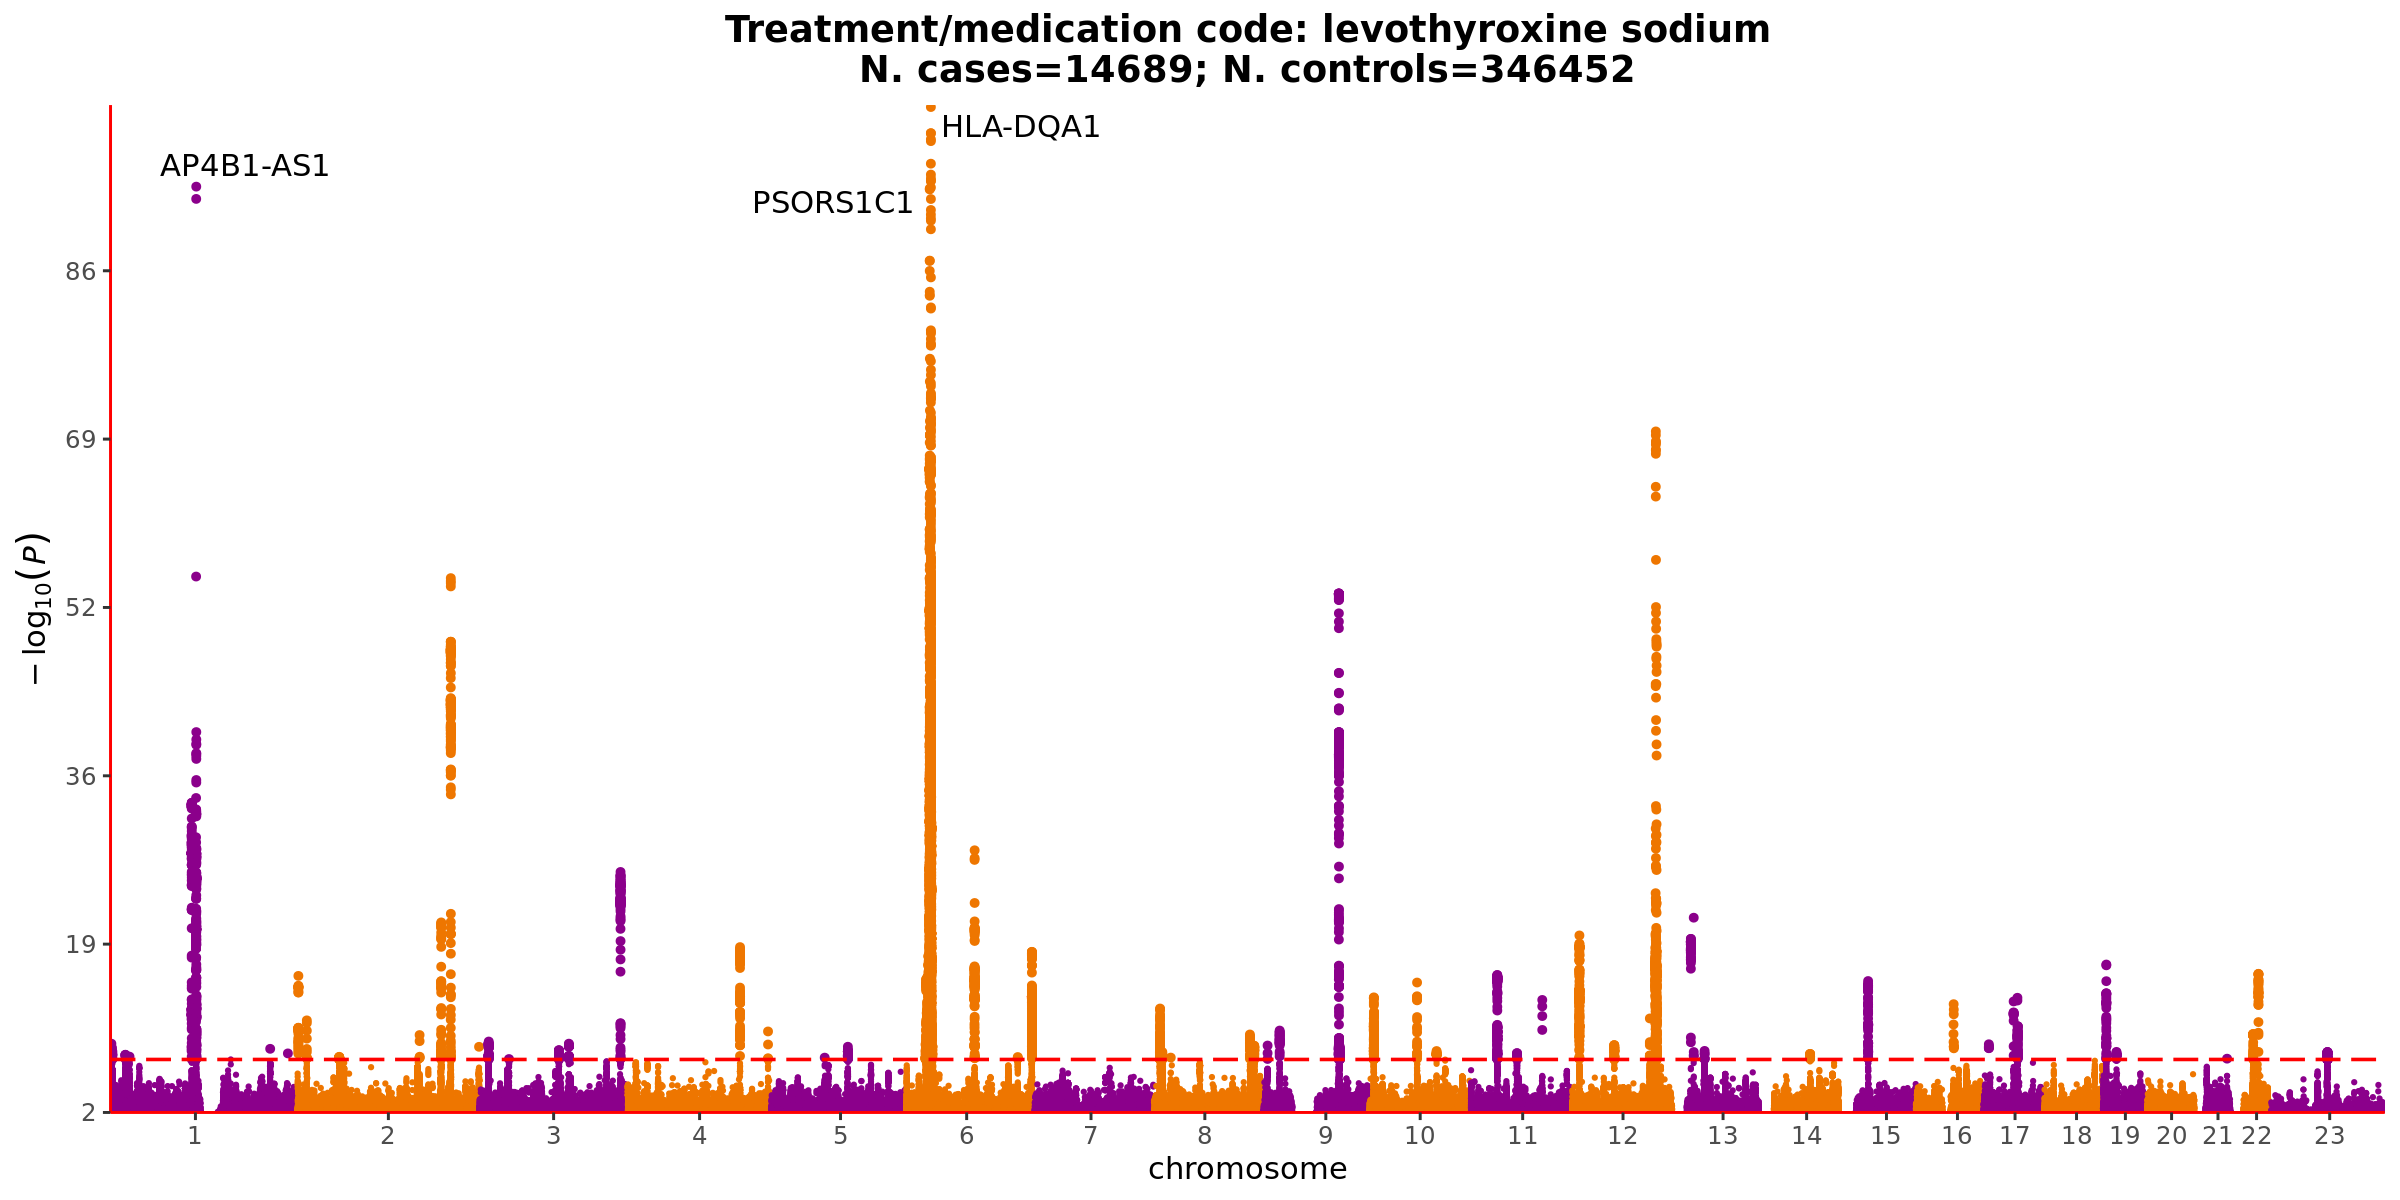 Treatment/medication code: levothyroxine sodium
N. cases=14689; N. controls=346452
HLA-DQA1
AP4B1-AS1
PSORS1C1
86
69
52
36
19
2
−log₁₀(P)
1 2 3 4 5 6 7 8 9 10 11 12 13 14 15 16 17 18 19 20 21 22 23
chromosome